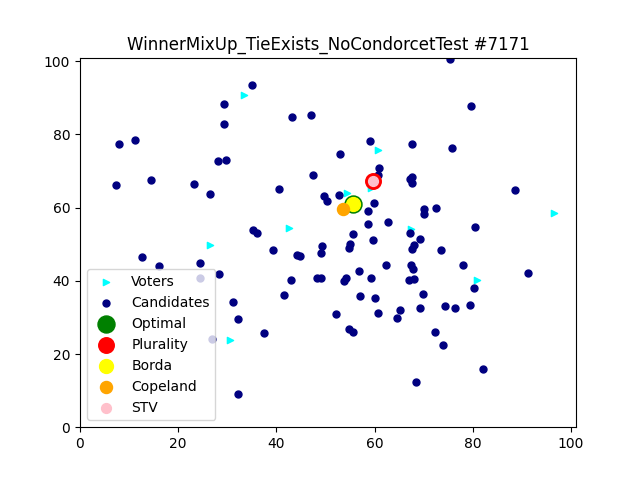 WinnerMixUp_TieExists_NoCondorcetTest #7171
100
80
60
40
20
0
Voters
Candidates
Optimal
Plurality
Borda
Copeland
STV
0 20 40 60 80 100